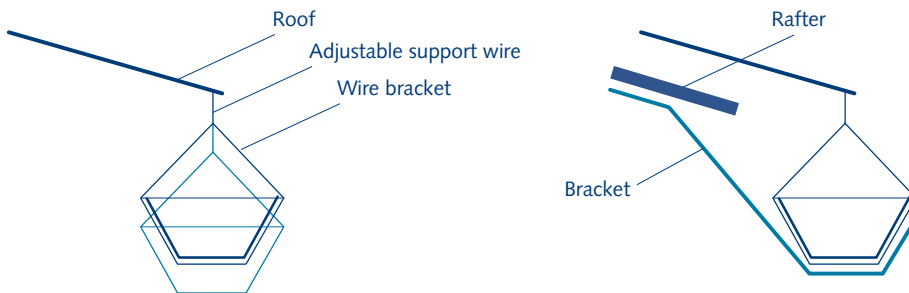 Roof
Adjustable support wire
Wire bracket
Rafter
Bracket